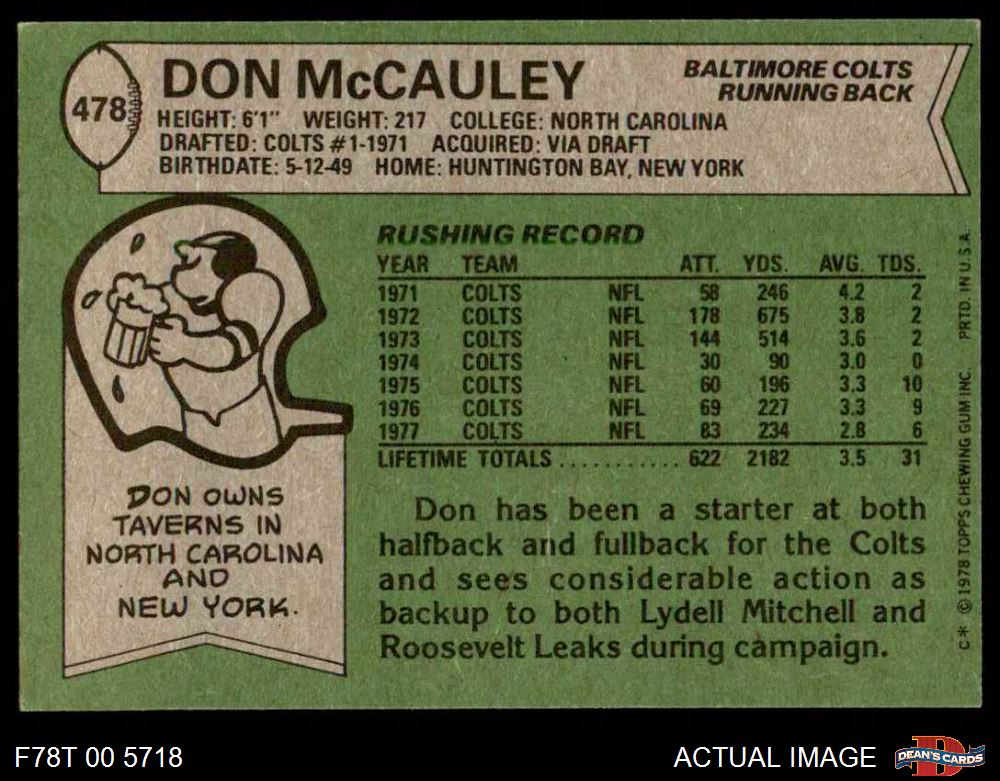 478
DON McCAULEY
BALTIMORE COLTS
RUNNING BACK
HEIGHT: 6'1" WEIGHT: 217 COLLEGE: NORTH CAROLINA
DRAFTED: COLTS #1-1971 ACQUIRED: VIA DRAFT
BIRTHDATE: 5-12-49 HOME: HUNTINGTON BAY, NEW YORK
RUSHING RECORD
YEAR TEAM ATT. YDS. AVG. TDS.
1971 COLTS NFL 58 246 4.2 2
1972 COLTS NFL 178 675 3.8 2
1973 COLTS NFL 144 514 3.6 2
1974 COLTS NFL 30 90 3.0 0
1975 COLTS NFL 60 196 3.3 10
1976 COLTS NFL 69 227 3.3 9
1977 COLTS NFL 83 234 2.8 6
LIFETIME TOTALS ........... 622 2182 3.5 31
DON OWNS
TAVERNS IN
NORTH CAROLINA
AND
NEW YORK.
Don has been a starter at both
halfback and fullback for the Colts
and sees considerable action as
backup to both Lydell Mitchell and
Roosevelt Leaks during campaign.
C* © 1978 TOPPS CHEWING GUM INC. PRTD. IN U.S.A.
F78T 00 5718
ACTUAL IMAGE
D
DEAN'S CARDS